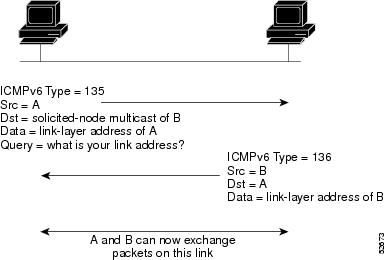 ICMPv6 Type = 135
Src = A
Dst = solicited-node multicast of B
Data = link-layer address of A
Query = what is your link address?
ICMPv6 Type = 136
Src = B
Dst = A
Data = link-layer address of B
A and B can now exchange
packets on this link
52673